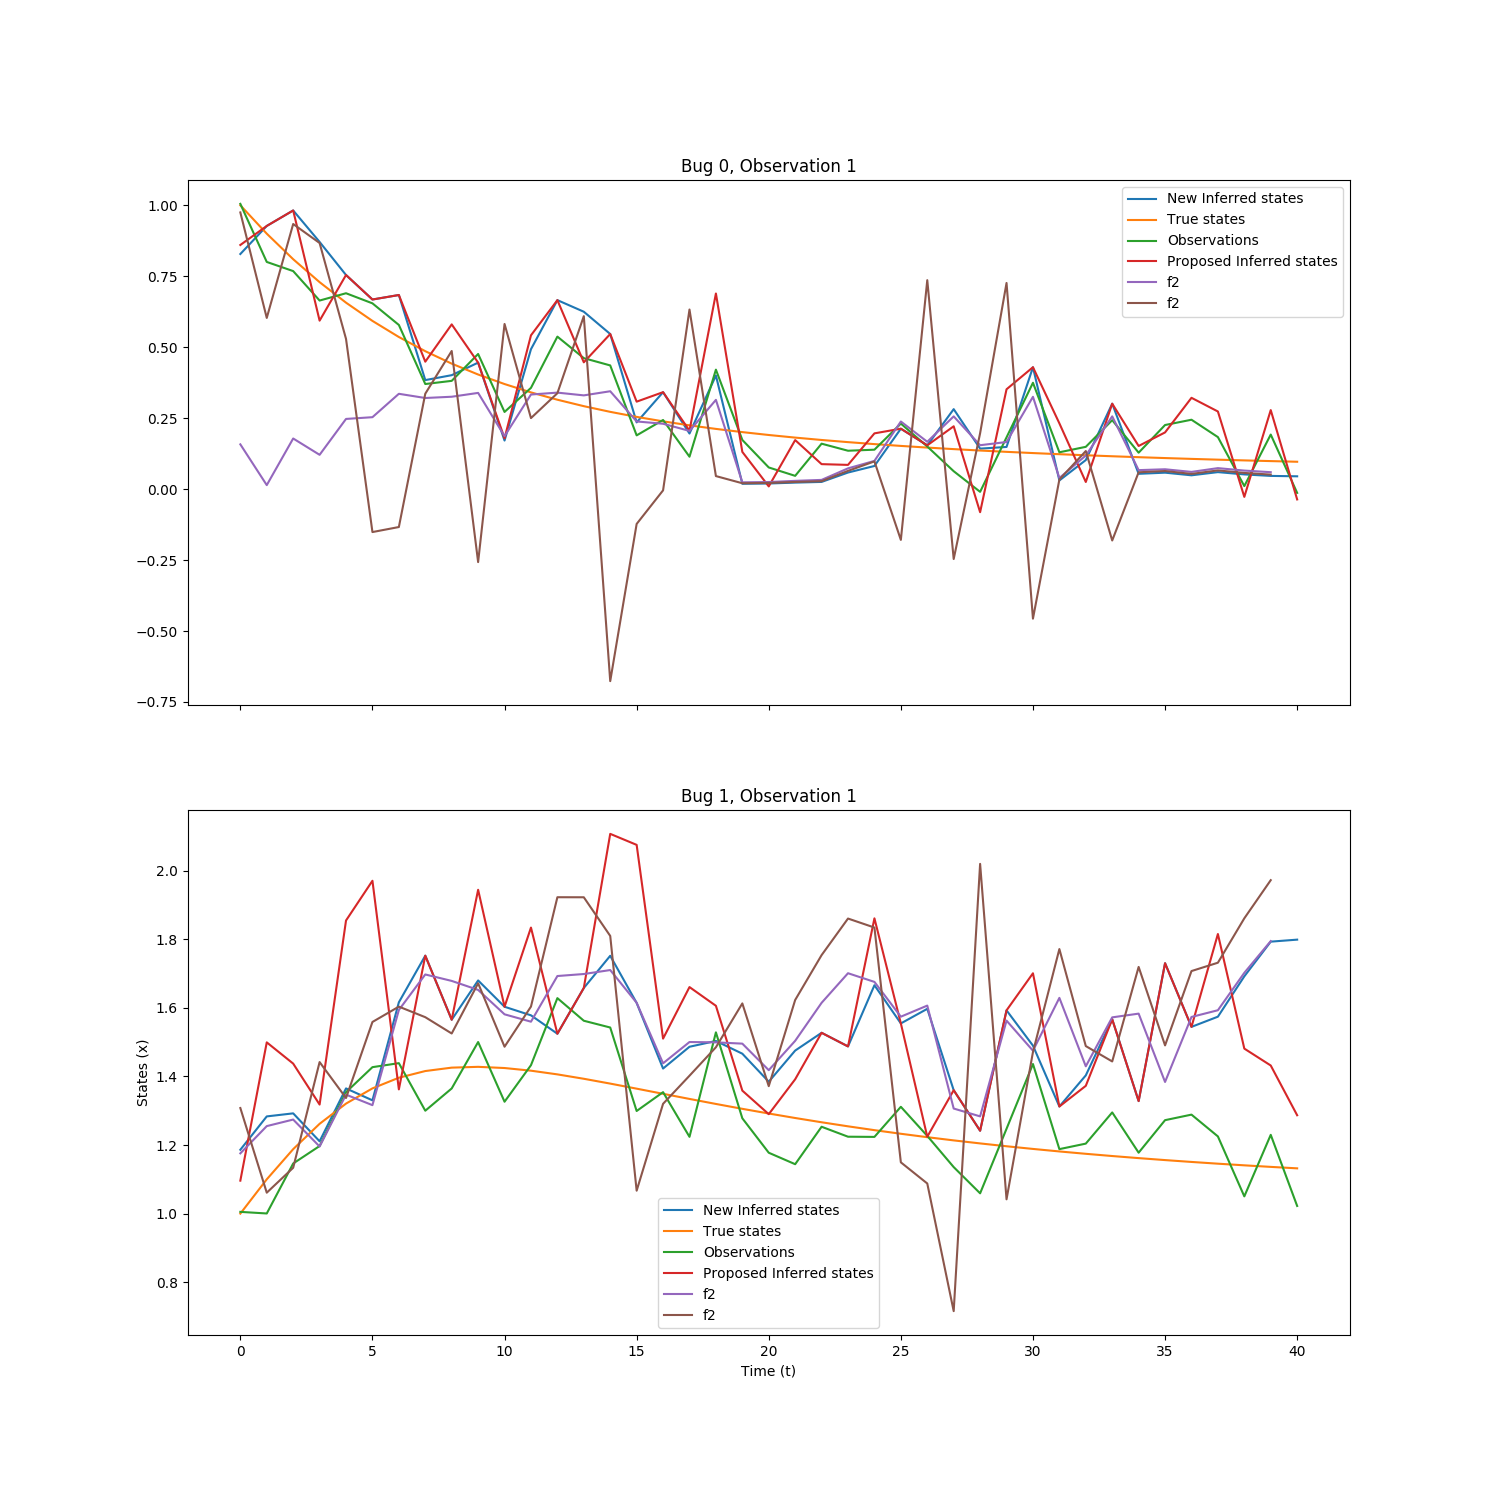 Bug 0, Observation 1
1.00
0.75
0.50
0.25
0.00
−0.25
−0.50
−0.75
New Inferred states
True states
Observations
Proposed Inferred states
f2
f2
Bug 1, Observation 1
States (x)
2.0
1.8
1.6
1.4
1.2
1.0
0.8
New Inferred states
True states
Observations
Proposed Inferred states
f2
f2
0 5 10 15 20 25 30 35 40
Time (t)